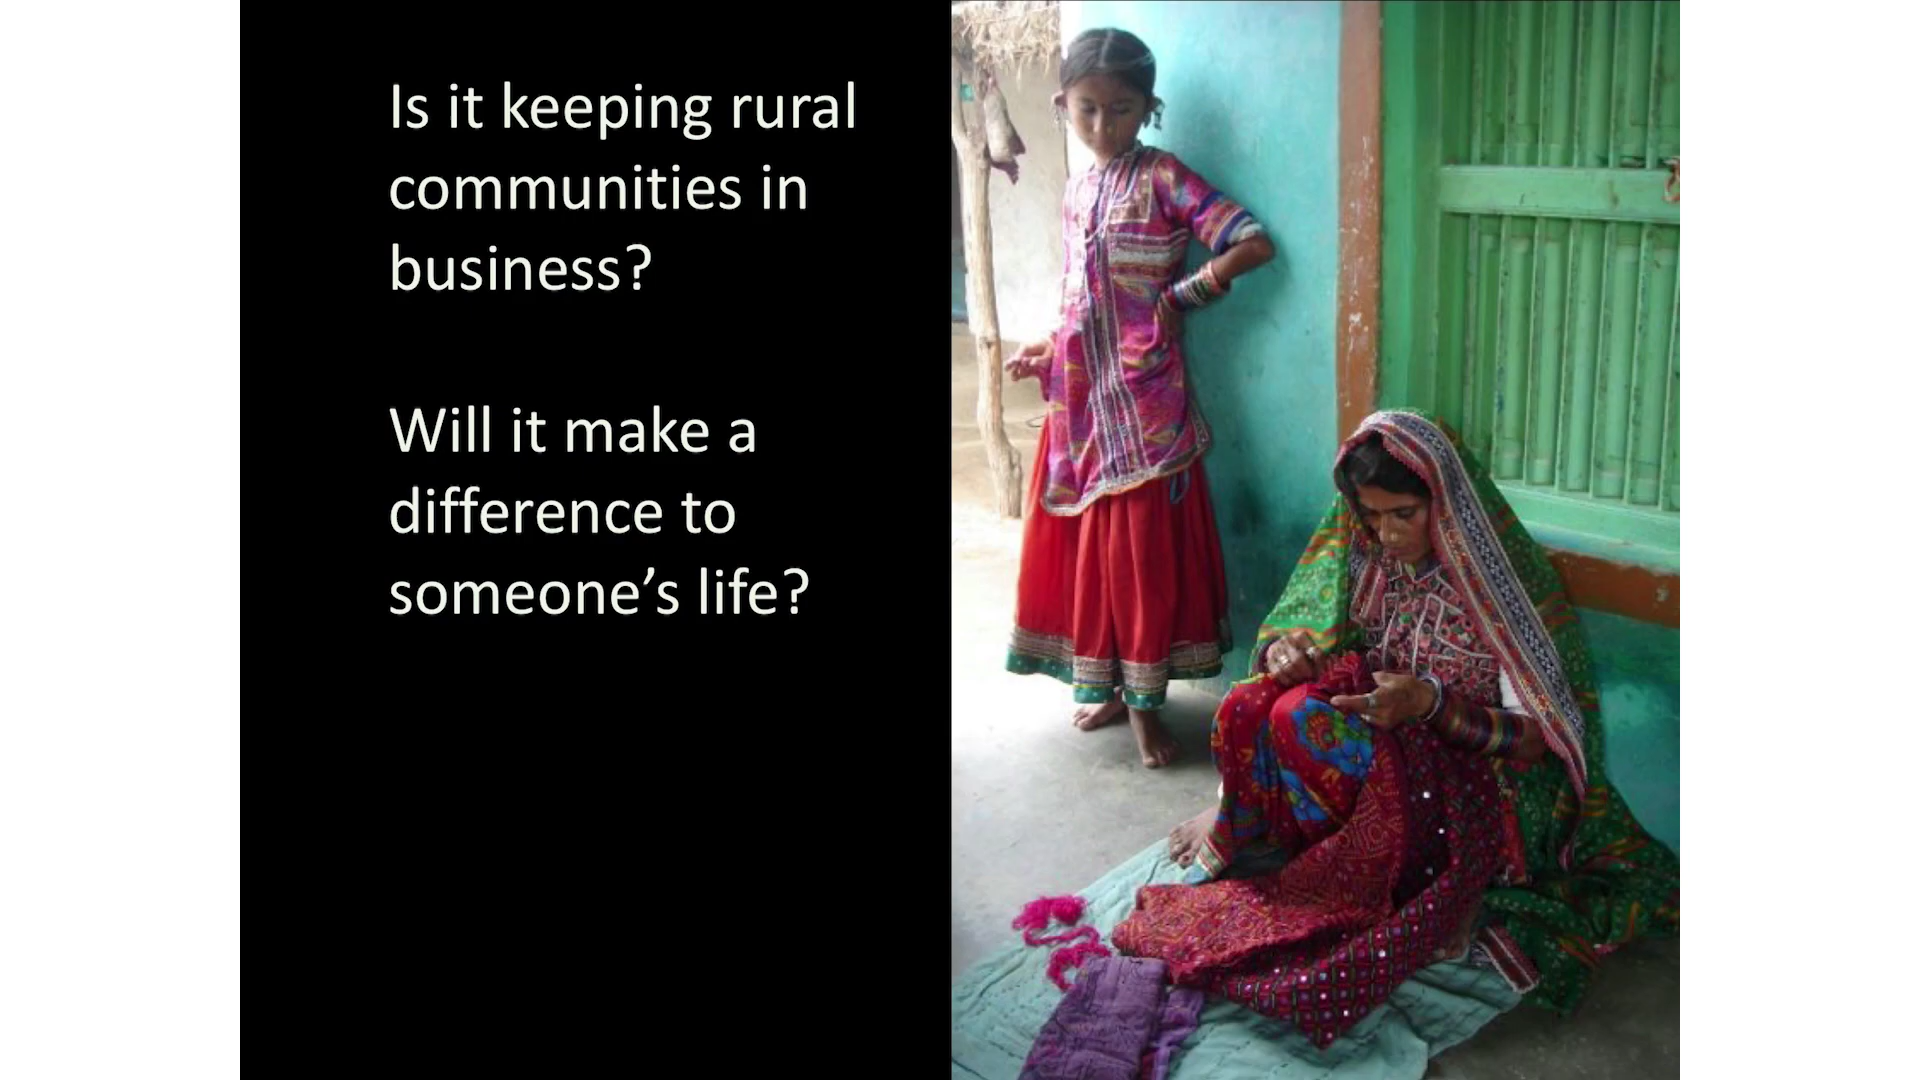 Is it keeping rural
communities in
business?
Will it make a
difference to
someone’s life?